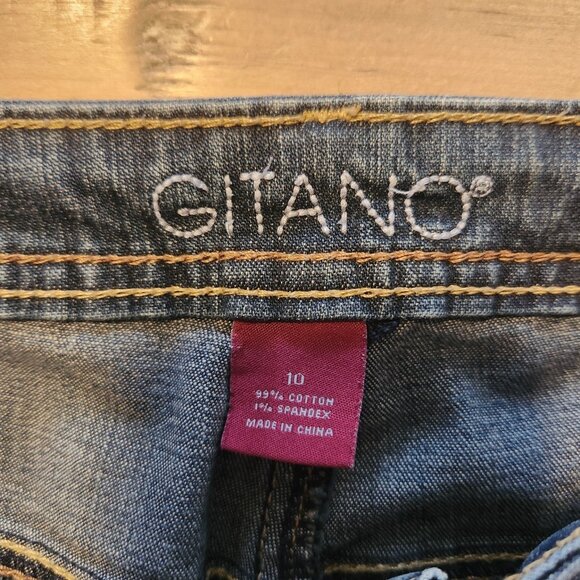 GITANO®
10
99% COTTON
1% SPANDEX
MADE IN CHINA